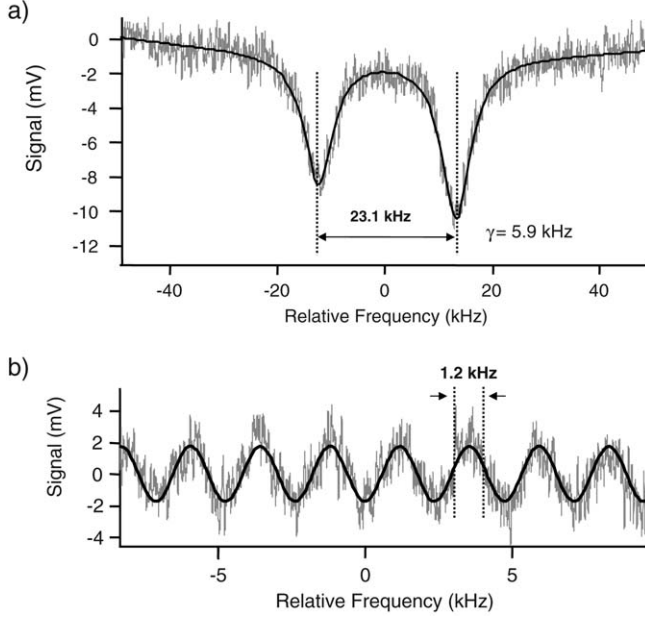 a)
Signal (mV)
0
-2
-4
-6
-8
-10
-12
23.1 kHz
γ= 5.9 kHz
-40 -20 0 20 40
Relative Frequency (kHz)
b)
1.2 kHz
Signal (mV)
4
2
0
-2
-4
-5 0 5
Relative Frequency (kHz)